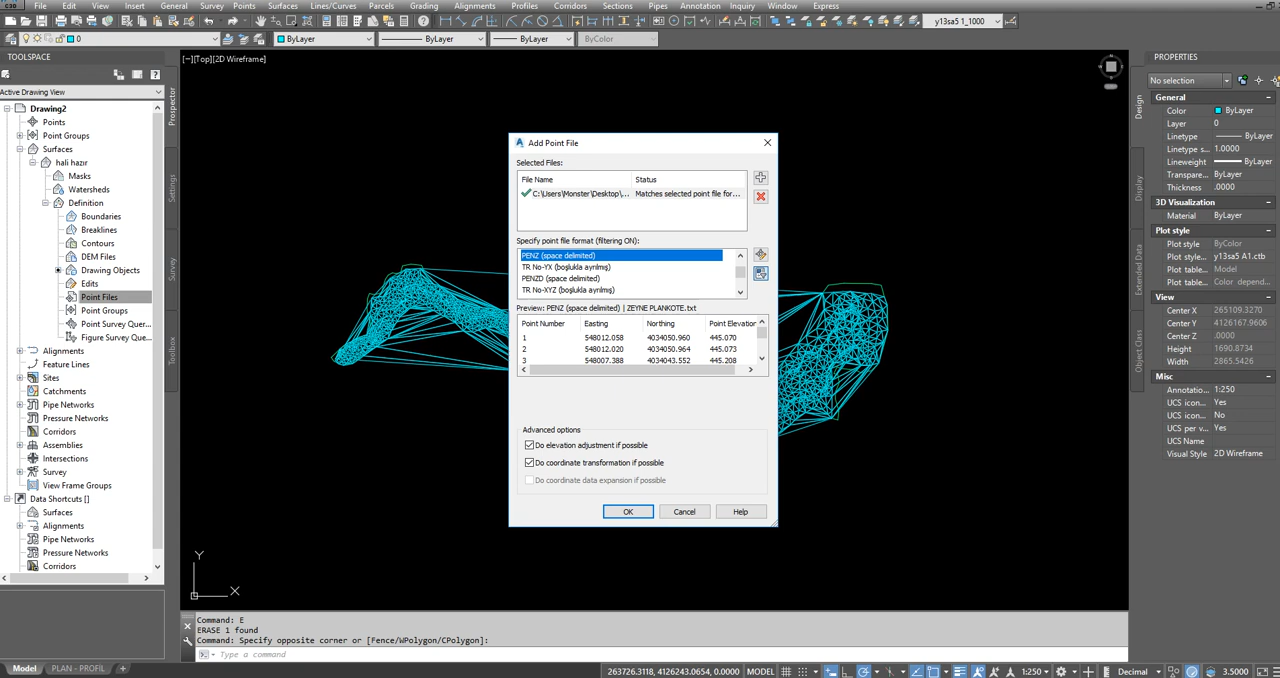 File Edit View Insert General Survey Points Surfaces Lines/Curves Parcels Grading Alignments Profiles Corridors Sections Pipes Annotation Inquiry Window Express
y13sa5 1_1000
0 ByLayer ByLayer ByLayer ByColor
TOOLSPACE
Active Drawing View
Drawing2
Points
Point Groups
Surfaces
hali hazır
Masks
Watersheds
Definition
Boundaries
Breaklines
Contours
DEM Files
Drawing Objects
Edits
Point Files
Point Groups
Point Survey Que...
Figure Survey Que...
Alignments
Feature Lines
Sites
Catchments
Pipe Networks
Pressure Networks
Corridors
Assemblies
Intersections
Survey
View Frame Groups
Data Shortcuts []
Surfaces
Alignments
Pipe Networks
Pressure Networks
Corridors
Prospector
Settings
Survey
Toolbox
[−][Top][2D Wireframe]
Add Point File
Selected Files:
File Name Status
C:\Users\Monster\Desktop\,... Matches selected point file for...
Specify point file format (filtering ON):
PENZ (space delimited)
TR No-YX (boşlukla ayrılmış)
PENZD (space delimited)
TR No-XYZ (boşlukla ayrılmış)
Preview: PENZ (space delimited) | ZEYNE PLANKOTE.txt
Point Number Easting Northing Point Elevation
1 548012.058 4034050.960 445.070
2 548012.020 4034050.964 445.073
3 548007.388 4034043.552 445.208
Advanced options
Do elevation adjustment if possible
Do coordinate transformation if possible
Do coordinate data expansion if possible
OK Cancel Help
Y
X
Command: E
ERASE 1 found
Command: Specify opposite corner or [Fence/WPolygon/CPolygon]:
Type a command
PROPERTIES
No selection
General
Color ByLayer
Layer 0
Linetype ByLayer
Linetype s... 1.0000
Lineweight ByLayer
Transpare... ByLayer
Thickness .0000
3D Visualization
Material ByLayer
Plot style
Plot style ByColor
Plot style y13sa5 A1.ctb
Plot table... Model
Plot table... Color depend...
View
Center X 265109.3270
Center Y 4126167.9606
Center Z .0000
Height 1690.8734
Width 2865.5426
Misc
Annotatio... 1:250
UCS icon... Yes
UCS icon... No
UCS per v... Yes
UCS Name
Visual Style 2D Wireframe
Design
Display
Extended Data
Object Class
Model PLAN - PROFIL +
263726.3118, 4126243.0654, 0.0000 MODEL 1:250 Decimal 3.5000